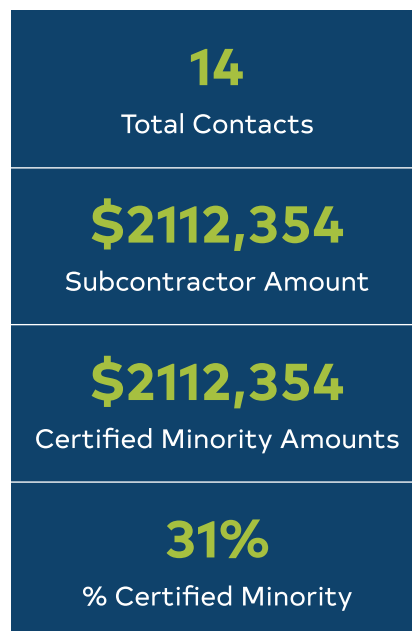 14
Total Contacts
$2112,354
Subcontractor Amount
$2112,354
Certified Minority Amounts
31%
% Certified Minority